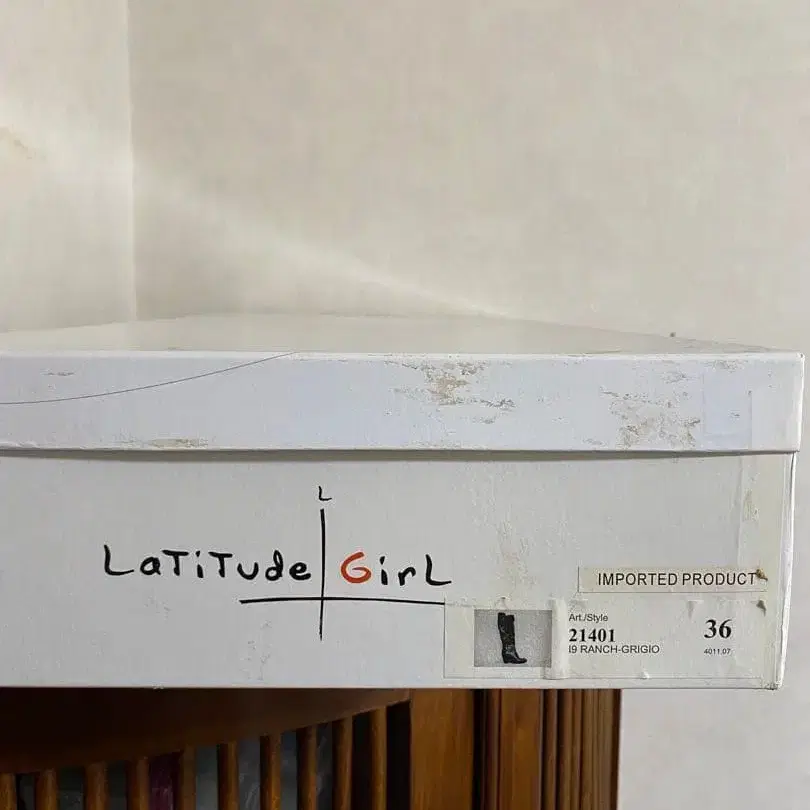 L
LaTiTude GirL
IMPORTED PRODUCT
Art./Style
21401
I9 RANCH-GRIGIO
36
4011.07